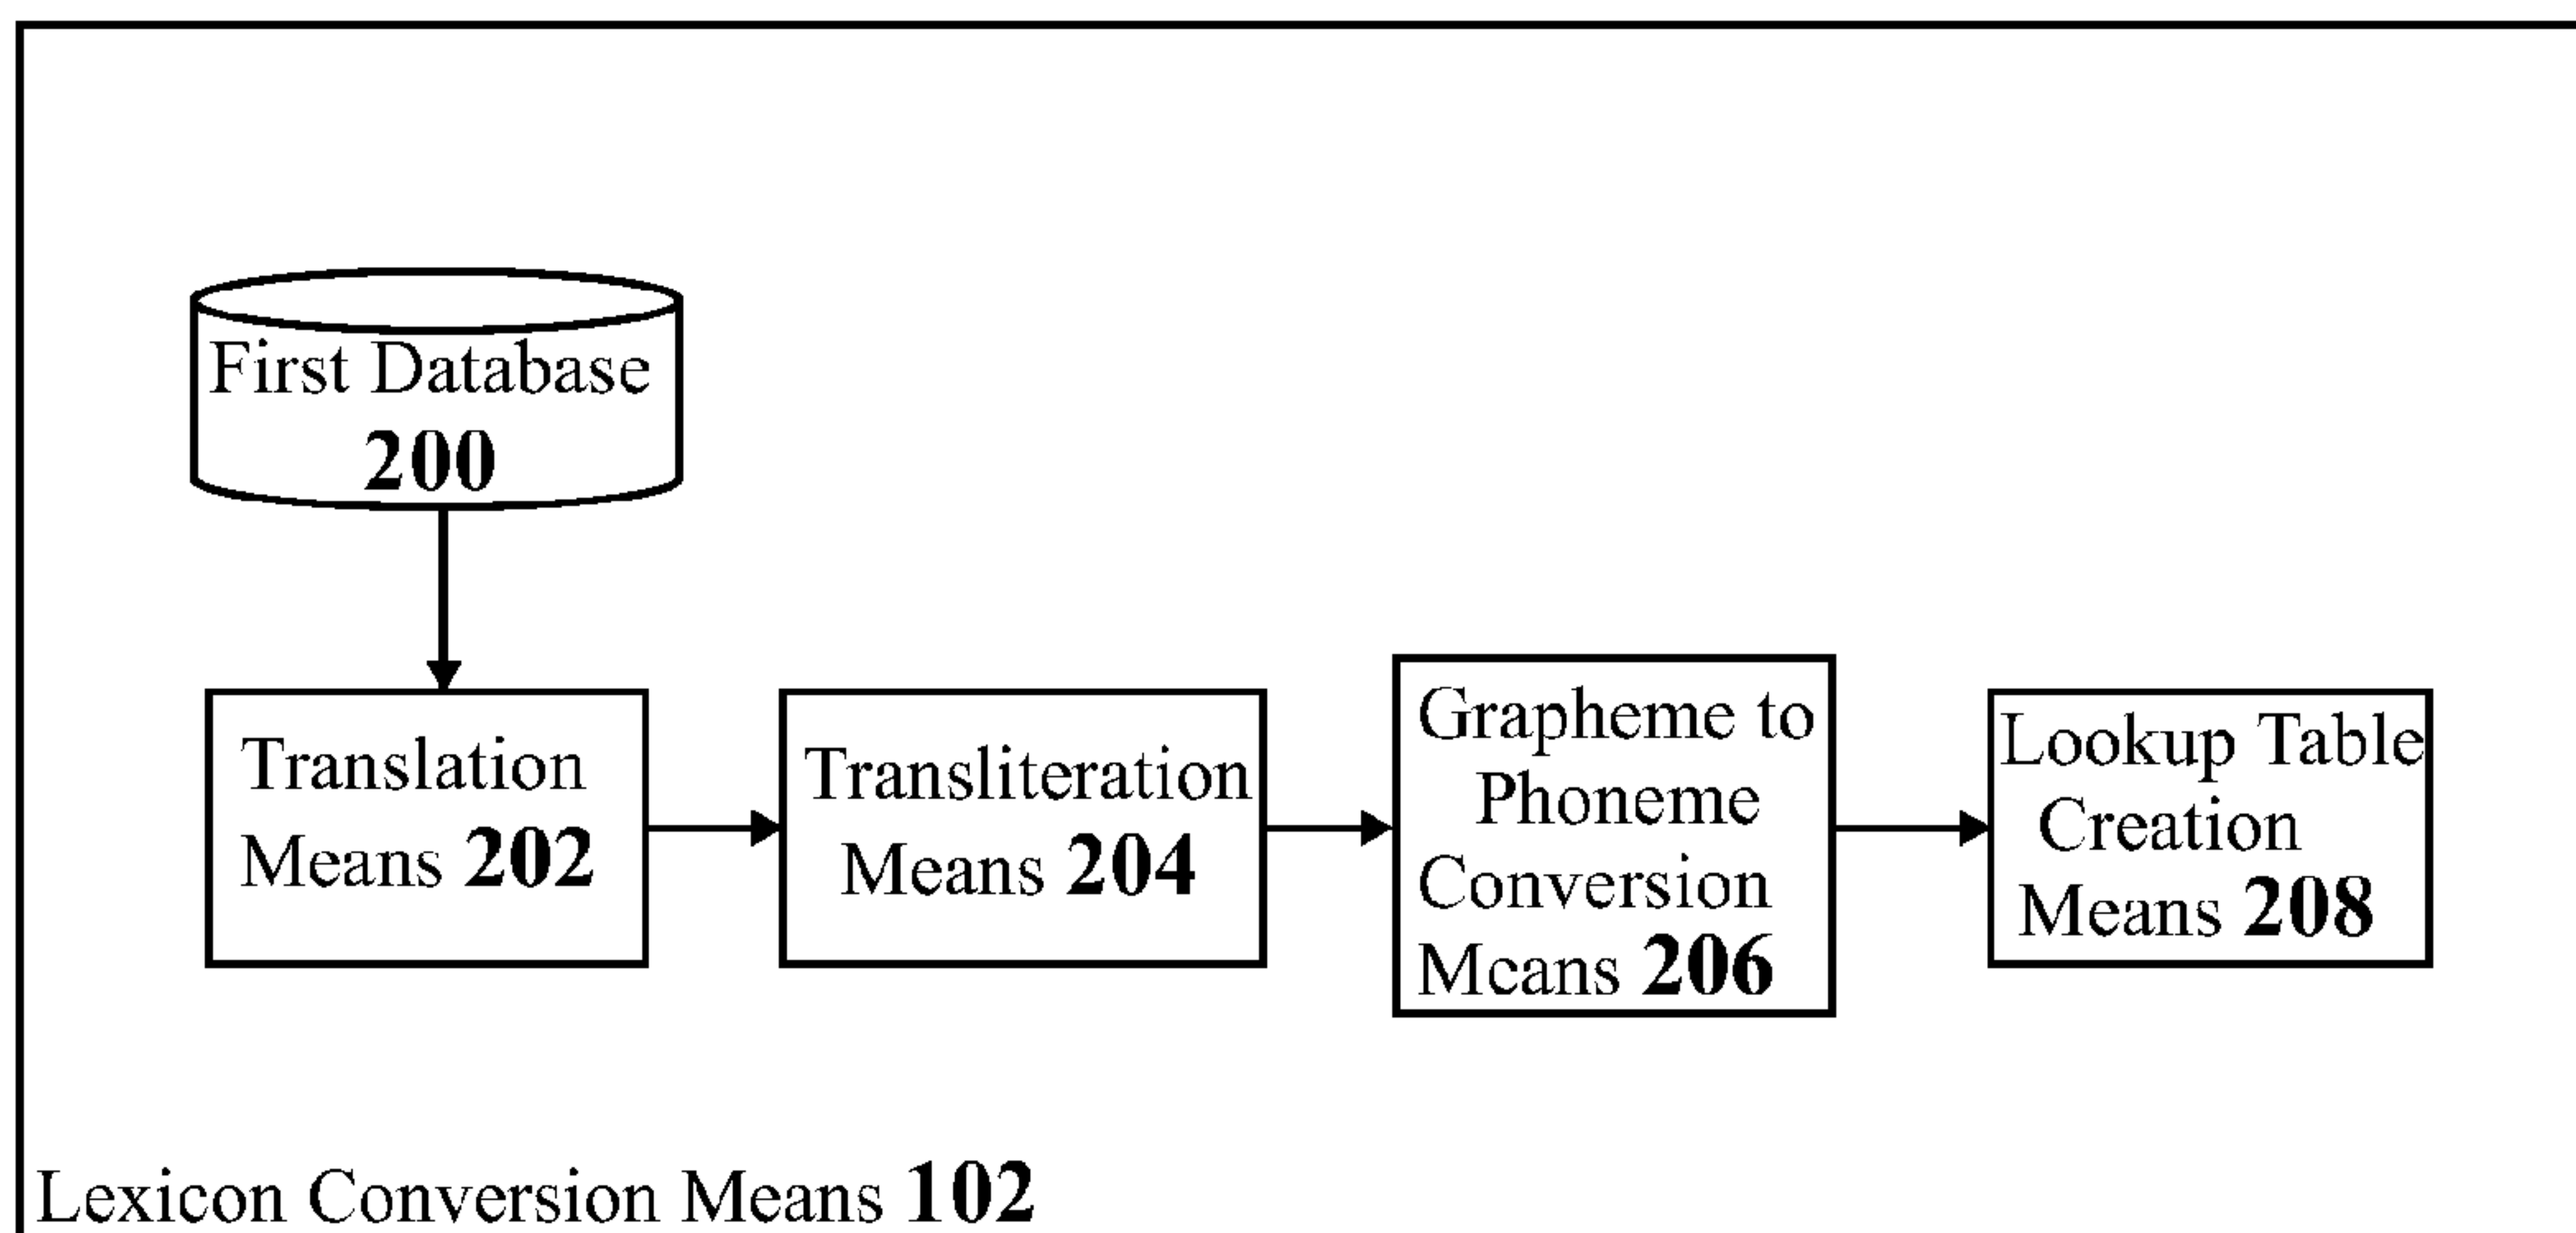 First Database
200
Translation
Means 202
Transliteration
Means 204
Grapheme to
Phoneme
Conversion
Means 206
Lookup Table
Creation
Means 208
Lexicon Conversion Means 102